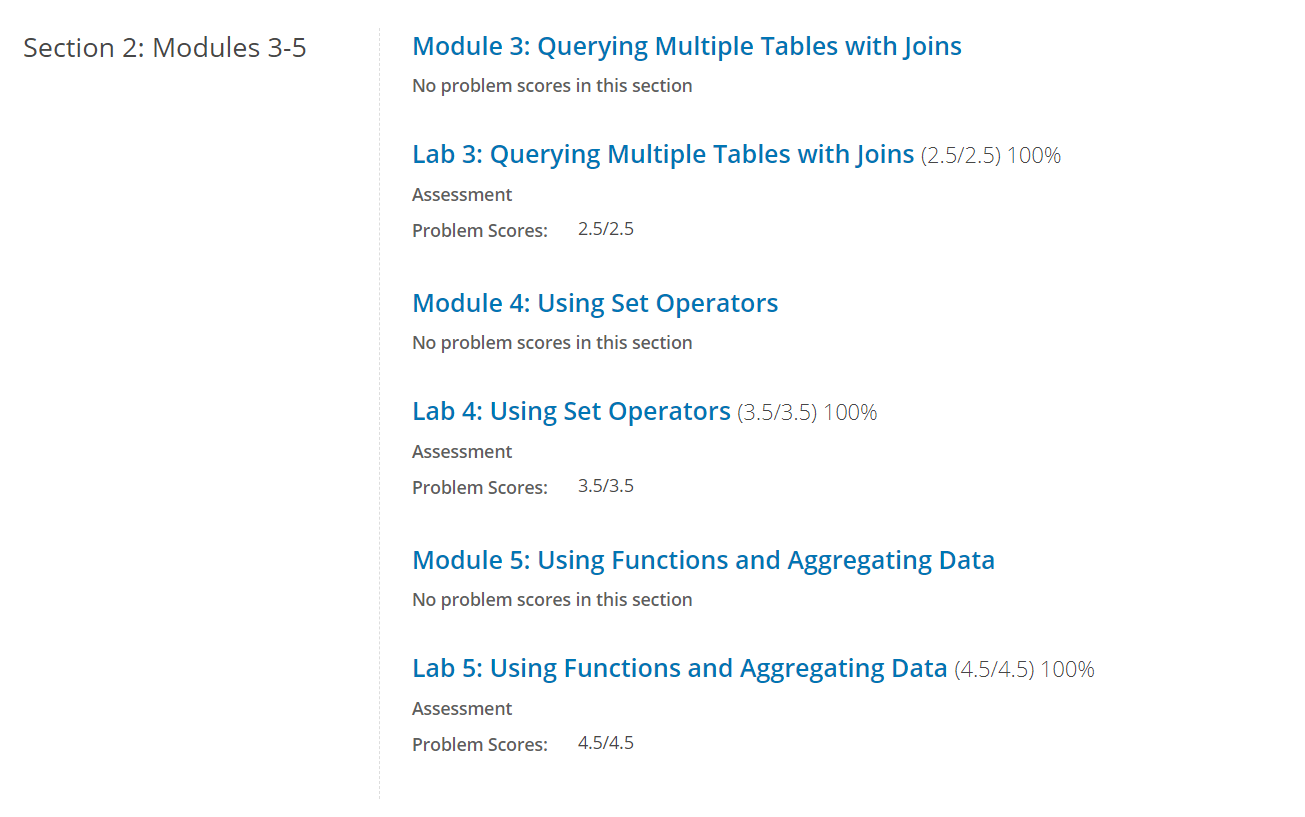 Section 2: Modules 3-5
Module 3: Querying Multiple Tables with Joins
No problem scores in this section
Lab 3: Querying Multiple Tables with Joins (2.5/2.5) 100%
Assessment
Problem Scores: 2.5/2.5
Module 4: Using Set Operators
No problem scores in this section
Lab 4: Using Set Operators (3.5/3.5) 100%
Assessment
Problem Scores: 3.5/3.5
Module 5: Using Functions and Aggregating Data
No problem scores in this section
Lab 5: Using Functions and Aggregating Data (4.5/4.5) 100%
Assessment
Problem Scores: 4.5/4.5